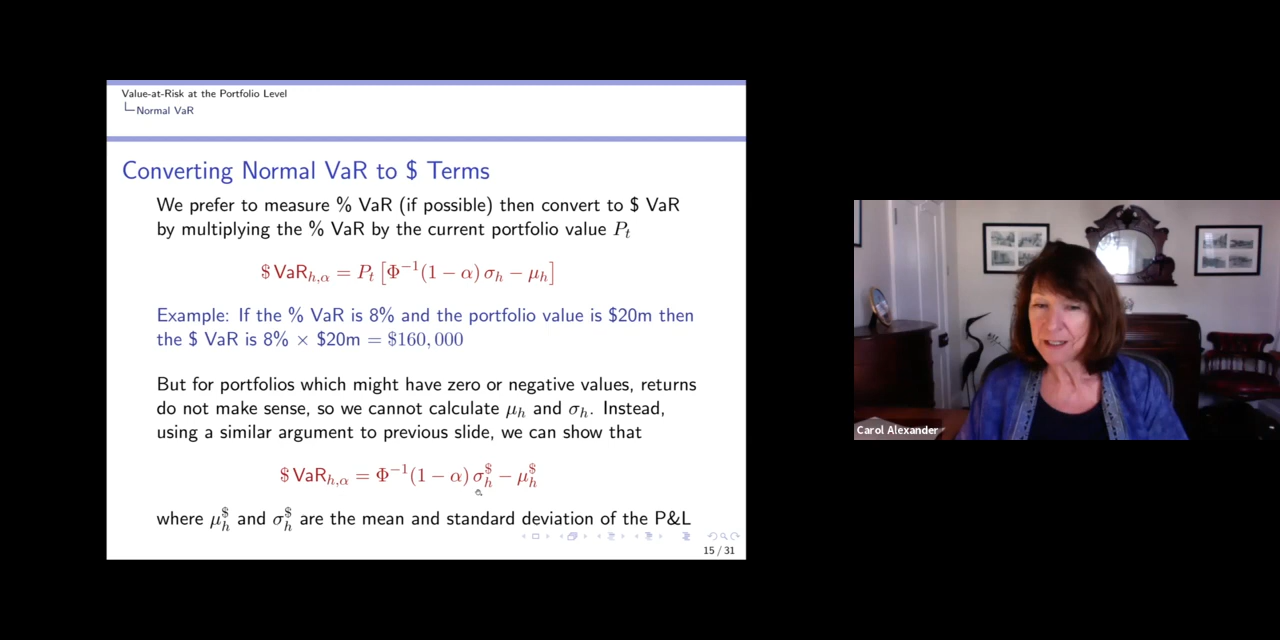 Value-at-Risk at the Portfolio Level
Normal VaR
Converting Normal VaR to $ Terms
We prefer to measure % VaR (if possible) then convert to $ VaR
by multiplying the % VaR by the current portfolio value Pₜ
$ VaRₕ,α = Pₜ [Φ⁻¹(1 − α) σₕ − μₕ]
Example: If the % VaR is 8% and the portfolio value is $20m then
the $ VaR is 8% × $20m = $160,000
But for portfolios which might have zero or negative values, returns
do not make sense, so we cannot calculate μₕ and σₕ. Instead,
using a similar argument to previous slide, we can show that
$ VaRₕ,α = Φ⁻¹(1 − α) σₕ^$ − μₕ^$
where μₕ^$ and σₕ^$ are the mean and standard deviation of the P&L
15 / 31
Carol Alexander